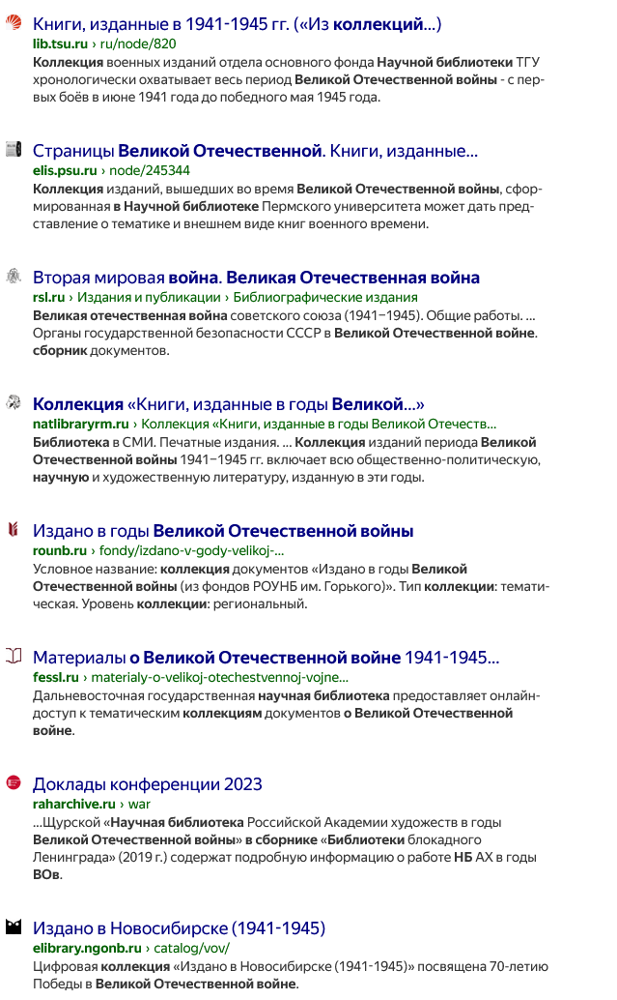 Книги, изданные в 1941-1945 гг. («Из коллекций...)
lib.tsu.ru › ru/node/820
Коллекция военных изданий отдела основного фонда Научной библиотеки ТГУ
хронологически охватывает весь период Великой Отечественной войны - с пер-
вых боёв в июне 1941 года до победного мая 1945 года.
Страницы Великой Отечественной. Книги, изданные...
elis.psu.ru › node/245344
Коллекция изданий, вышедших во время Великой Отечественной войны, сфор-
мированная в Научной библиотеке Пермского университета может дать пред-
ставление о тематике и внешнем виде книг военного времени.
Вторая мировая война. Великая Отечественная война
rsl.ru › Издания и публикации › Библиографические издания
Великая отечественная война советского союза (1941–1945). Общие работы. ...
Органы государственной безопасности СССР в Великой Отечественной войне.
сборник документов.
Коллекция «Книги, изданные в годы Великой...»
natlibraryrm.ru › Коллекция «Книги, изданные в годы Великой Отечеств...
Библиотека в СМИ. Печатные издания. ... Коллекция изданий периода Великой
Отечественной войны 1941–1945 гг. включает всю общественно-политическую,
научную и художественную литературу, изданную в эти годы.
Издано в годы Великой Отечественной войны
rounb.ru › fondy/izdano-v-gody-velikoj-...
Условное название: коллекция документов «Издано в годы Великой
Отечественной войны (из фондов РОУНБ им. Горького)». Тип коллекции: темати-
ческая. Уровень коллекции: региональный.
Материалы о Великой Отечественной войне 1941-1945...
fessl.ru › materialy-o-velikoj-otechestvennoj-vojne...
Дальневосточная государственная научная библиотека предоставляет онлайн-
доступ к тематическим коллекциям документов о Великой Отечественной
войне.
Доклады конференции 2023
raharchive.ru › war
...Щурской «Научная библиотека Российской Академии художеств в годы
Великой Отечественной войны» в сборнике «Библиотеки блокадного
Ленинграда» (2019 г.) содержат подробную информацию о работе НБ АХ в годы
ВОв.
Издано в Новосибирске (1941-1945)
elibrary.ngonb.ru › catalog/vov/
Цифровая коллекция «Издано в Новосибирске (1941-1945)» посвящена 70-летию
Победы в Великой Отечественной войне.